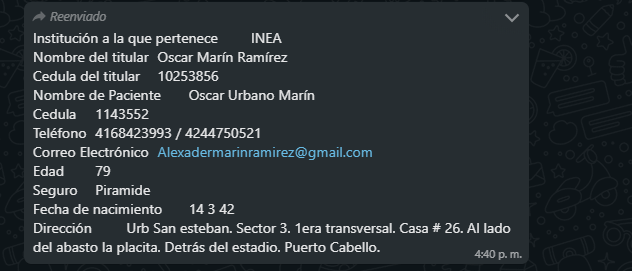 Reenviado
Institución a la que pertenece INEA
Nombre del titular Oscar Marín Ramírez
Cedula del titular 10253856
Nombre de Paciente Oscar Urbano Marín
Cedula 1143552
Teléfono 4168423993 / 4244750521
Correo Electrónico Alexadermarinramirez@gmail.com
Edad 79
Seguro Piramide
Fecha de nacimiento 14 3 42
Dirección Urb San esteban. Sector 3. 1era transversal. Casa # 26. Al lado
del abasto la placita. Detrás del estadio. Puerto Cabello.
4:40 p. m.